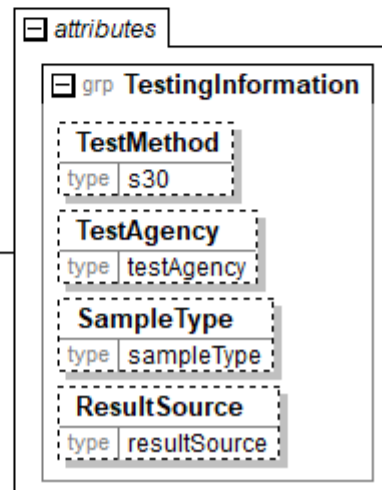 attributes
grp TestingInformation
TestMethod
type s30
TestAgency
type testAgency
SampleType
type sampleType
ResultSource
type resultSource